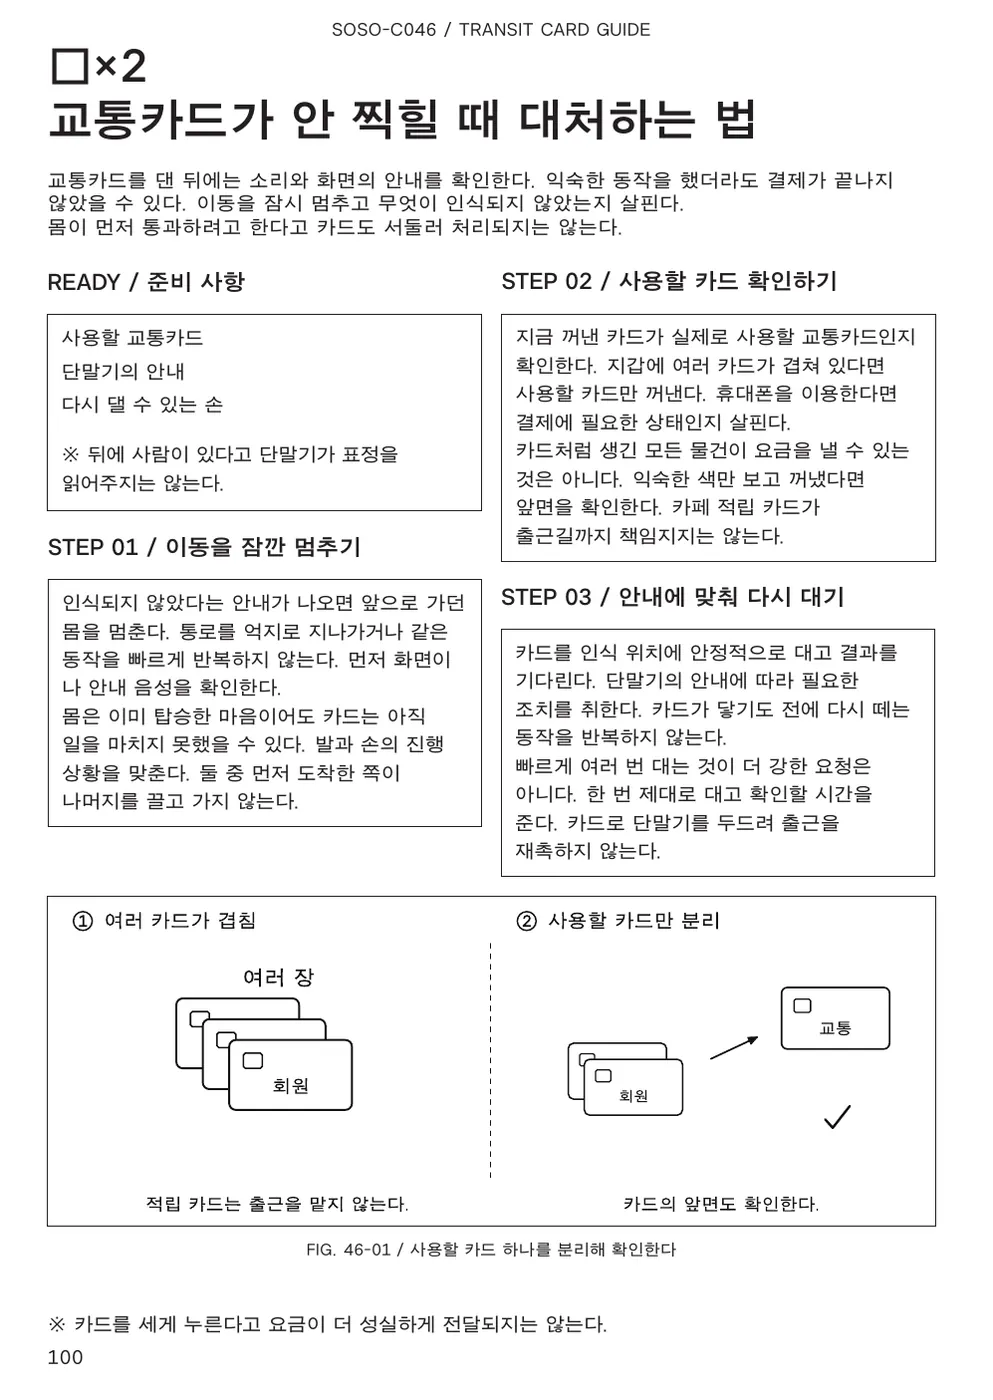 SOSO-C046 / TRANSIT CARD GUIDE
□×2
교통카드가 안 찍힐 때 대처하는 법
교통카드를 댄 뒤에는 소리와 화면의 안내를 확인한다. 익숙한 동작을 했더라도 결제가 끝나지
않았을 수 있다. 이동을 잠시 멈추고 무엇이 인식되지 않았는지 살핀다.
몸이 먼저 통과하려고 한다고 카드도 서둘러 처리되지는 않는다.
READY / 준비 사항
사용할 교통카드
단말기의 안내
다시 댈 수 있는 손
※ 뒤에 사람이 있다고 단말기가 표정을
읽어주지는 않는다.
STEP 01 / 이동을 잠깐 멈추기
인식되지 않았다는 안내가 나오면 앞으로 가던
몸을 멈춘다. 통로를 억지로 지나가거나 같은
동작을 빠르게 반복하지 않는다. 먼저 화면이
나 안내 음성을 확인한다.
몸은 이미 탑승한 마음이어도 카드는 아직
일을 마치지 못했을 수 있다. 발과 손의 진행
상황을 맞춘다. 둘 중 먼저 도착한 쪽이
나머지를 끌고 가지 않는다.
STEP 02 / 사용할 카드 확인하기
지금 꺼낸 카드가 실제로 사용할 교통카드인지
확인한다. 지갑에 여러 카드가 겹쳐 있다면
사용할 카드만 꺼낸다. 휴대폰을 이용한다면
결제에 필요한 상태인지 살핀다.
카드처럼 생긴 모든 물건이 요금을 낼 수 있는
것은 아니다. 익숙한 색만 보고 꺼냈다면
앞면을 확인한다. 카페 적립 카드가
출근길까지 책임지지는 않는다.
STEP 03 / 안내에 맞춰 다시 대기
카드를 인식 위치에 안정적으로 대고 결과를
기다린다. 단말기의 안내에 따라 필요한
조치를 취한다. 카드가 닿기도 전에 다시 떼는
동작을 반복하지 않는다.
빠르게 여러 번 대는 것이 더 강한 요청은
아니다. 한 번 제대로 대고 확인할 시간을
준다. 카드로 단말기를 두드려 출근을
재촉하지 않는다.
① 여러 카드가 겹침
여러 장
회원
적립 카드는 출근을 맡지 않는다.
② 사용할 카드만 분리
교통
회원
카드의 앞면도 확인한다.
FIG. 46-01 / 사용할 카드 하나를 분리해 확인한다
※ 카드를 세게 누른다고 요금이 더 성실하게 전달되지는 않는다.
100